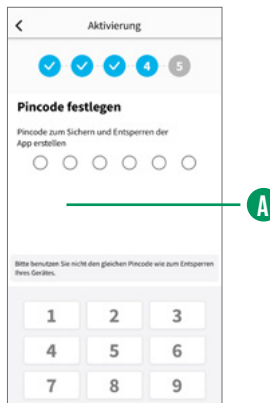 Aktivierung
4 5
Pincode festlegen
Pincode zum Sichern und Entsperren der
App erstellen
A
Bitte benutzen Sie nicht den gleichen Pincode wie zum Entsperren
Ihres Gerätes.
1 2 3
4 5 6
7 8 9